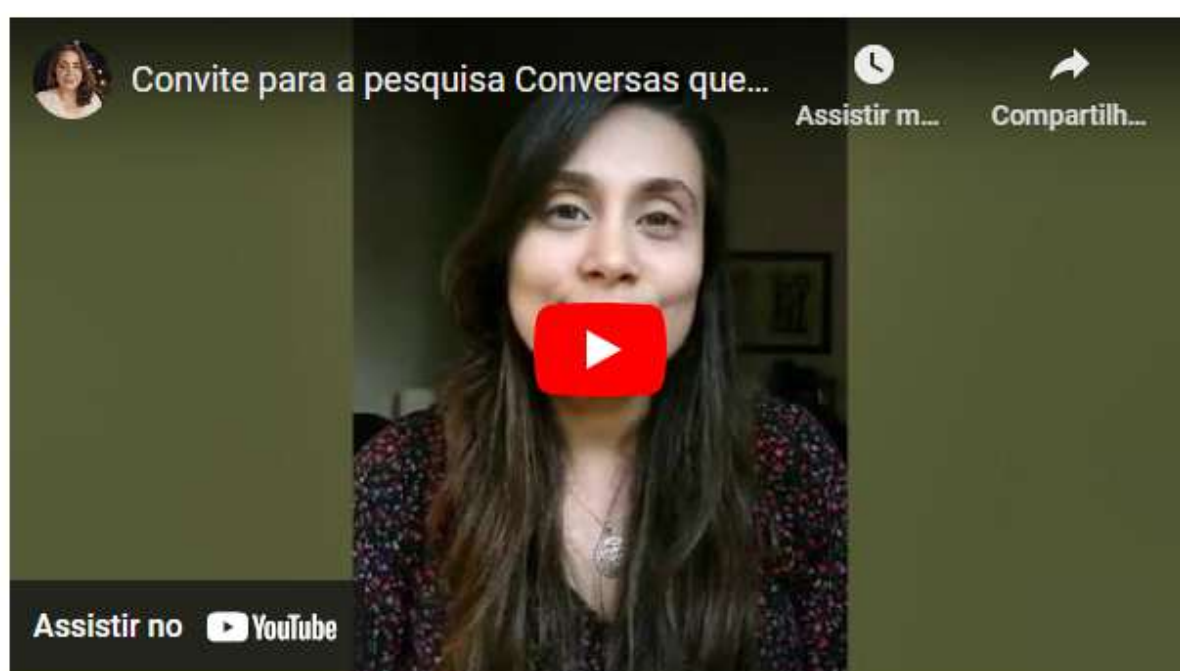 Convite para a pesquisa Conversas que...
Assistir m...
Compartilh...
Assistir no YouTube